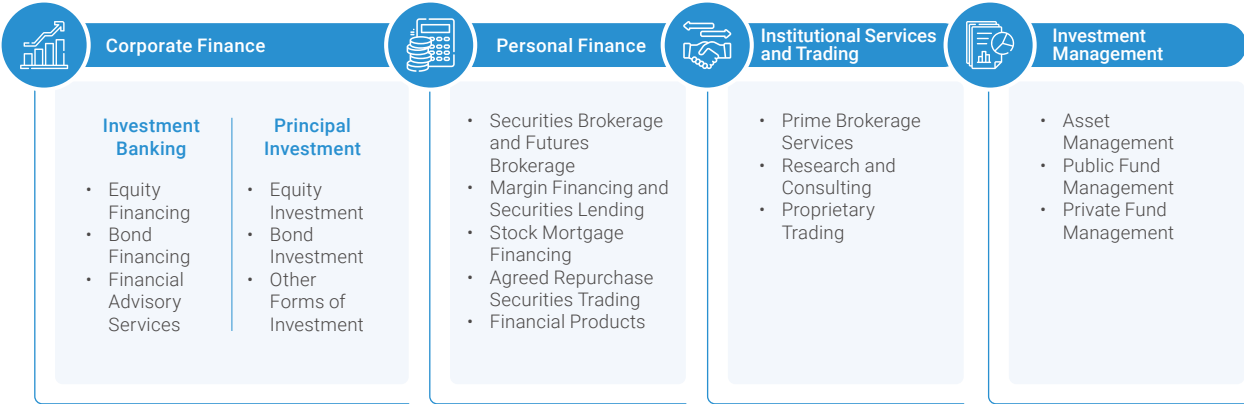 Corporate Finance
Investment
Banking
• Equity
Financing
• Bond
Financing
• Financial
Advisory
Services
Principal
Investment
• Equity
Investment
• Bond
Investment
• Other
Forms of
Investment
Personal Finance
• Securities Brokerage
and Futures
Brokerage
• Margin Financing and
Securities Lending
• Stock Mortgage
Financing
• Agreed Repurchase
Securities Trading
• Financial Products
Institutional Services
and Trading
• Prime Brokerage
Services
• Research and
Consulting
• Proprietary
Trading
Investment
Management
• Asset
Management
• Public Fund
Management
• Private Fund
Management